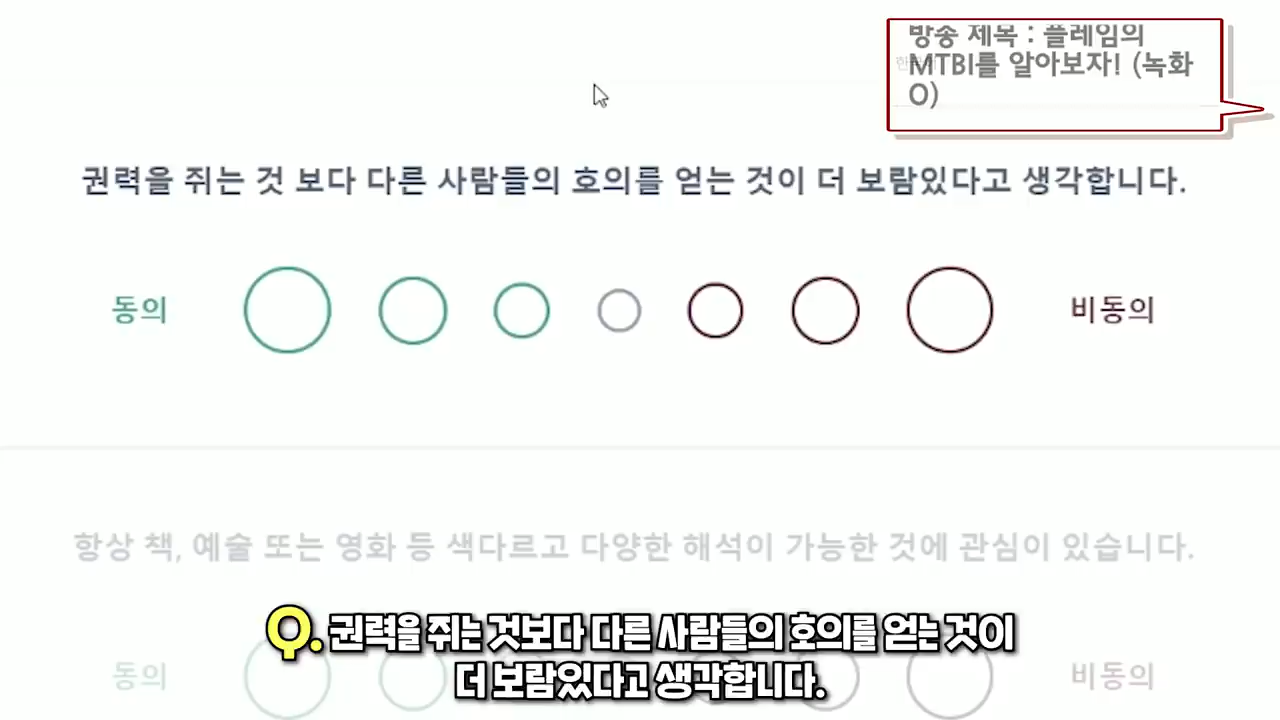 방송 제목 : 플레임의
MTBI를 알아보자! (녹화
O)
권력을 쥐는 것 보다 다른 사람들의 호의를 얻는 것이 더 보람있다고 생각합니다.
동의
비동의
항상 책, 예술 또는 영화 등 색다르고 다양한 해석이 가능한 것에 관심이 있습니다.
Q. 권력을 쥐는 것보다 다른 사람들의 호의를 얻는 것이
더 보람있다고 생각합니다.
동의
비동의